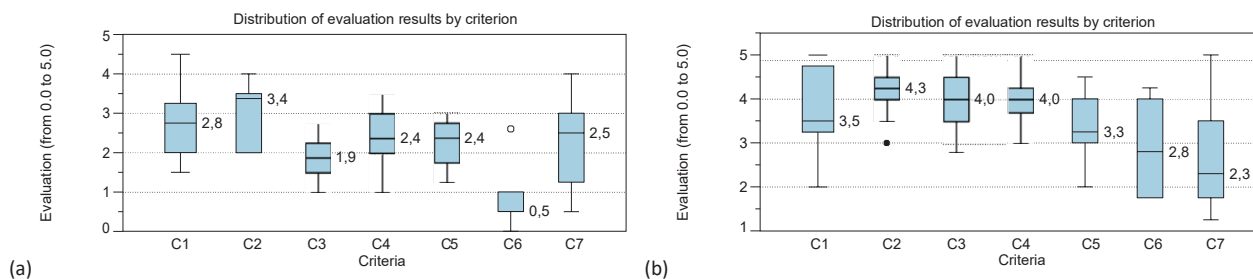 Distribution of evaluation results by criterion
Evaluation (from 0.0 to 5.0)
5
4
3
2
1
0
2,8
3,4
1,9
2,4
2,4
0,5
2,5
C1 C2 C3 C4 C5 C6 C7
Criteria
(a)
Distribution of evaluation results by criterion
Evaluation (from 0.0 to 5.0)
5
4
3
2
1
3,5
4,3
4,0
4,0
3,3
2,8
2,3
C1 C2 C3 C4 C5 C6 C7
Criteria
(b)